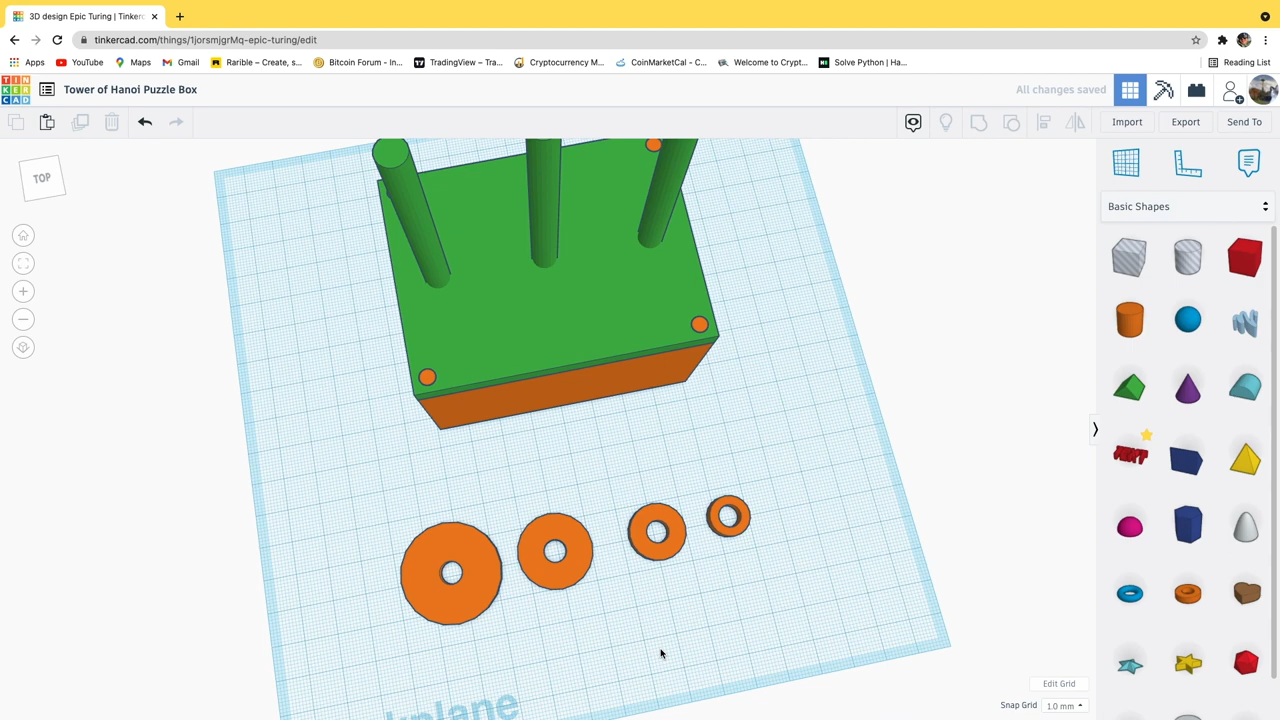 3D design Epic Turing | Tinkerc
tinkercad.com/things/1jorsmjgrMq-epic-turing/edit
Apps YouTube Maps Gmail Rarible – Create, s... Bitcoin Forum - In... TradingView – Tra... Cryptocurrency M... CoinMarketCal - C... Welcome to Crypt... Solve Python | Ha... Reading List
TIN
KER
CAD
Tower of Hanoi Puzzle Box
All changes saved
Import Export Send To
TOP
Basic Shapes
TEXT
kplane
Edit Grid
Snap Grid 1.0 mm